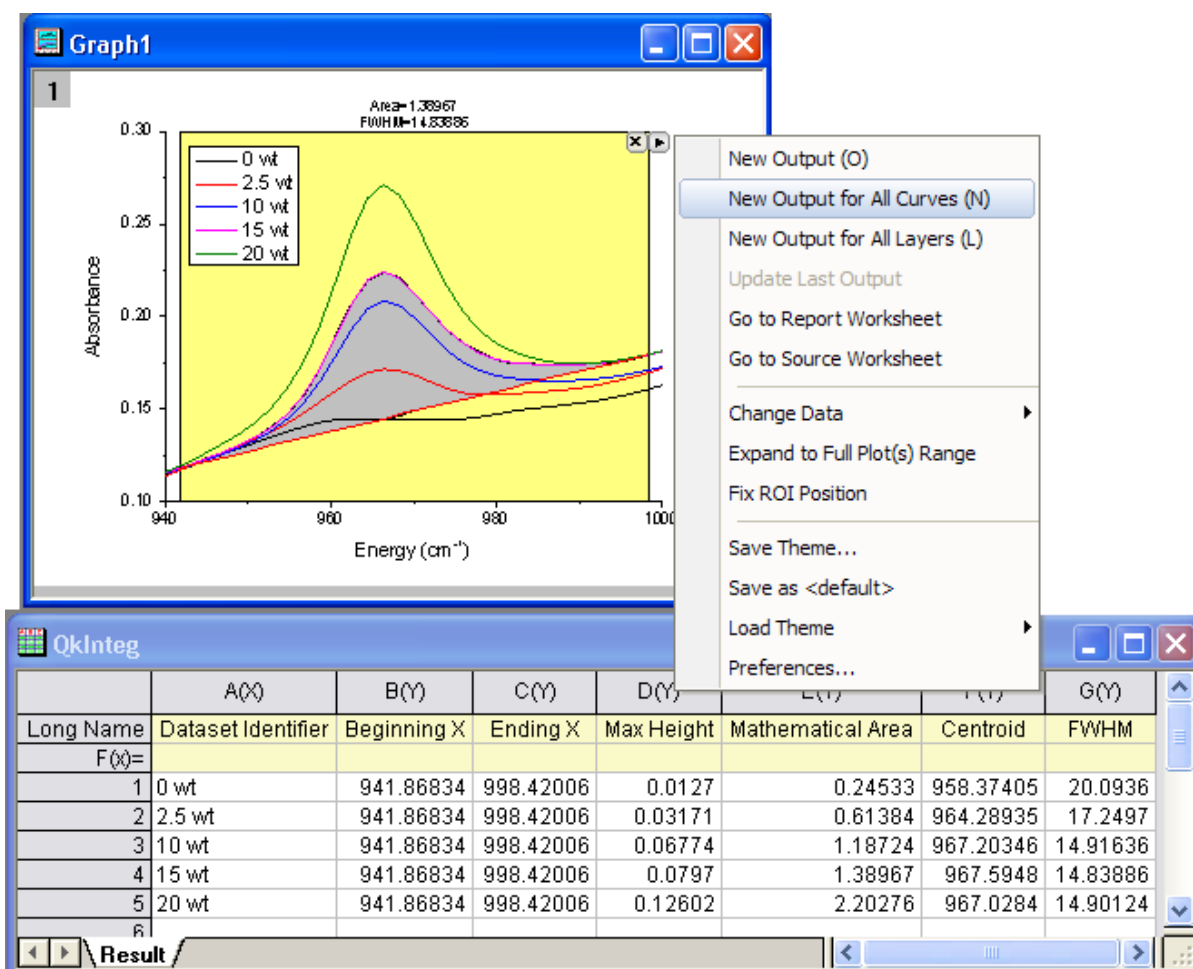 Graph1
1
Area=1.38967
FWHM=14.83886
0.30
0.25
0.20
0.15
0.10
Absorbance
0 wt
2.5 wt
10 wt
15 wt
20 wt
940 960 980 1000
Energy (cm⁻¹)
New Output (O)
New Output for All Curves (N)
New Output for All Layers (L)
Update Last Output
Go to Report Worksheet
Go to Source Worksheet
Change Data
Expand to Full Plot(s) Range
Fix ROI Position
Save Theme...
Save as <default>
Load Theme
Preferences...
QkInteg
A(X) B(Y) C(Y) D(Y) G(Y)
Long Name Dataset Identifier Beginning X Ending X Max Height Mathematical Area Centroid FWHM
F(x)=
1 0 wt 941.86834 998.42006 0.0127 0.24533 958.37405 20.0936
2 2.5 wt 941.86834 998.42006 0.03171 0.61384 964.28935 17.2497
3 10 wt 941.86834 998.42006 0.06774 1.18724 967.20346 14.91636
4 15 wt 941.86834 998.42006 0.0797 1.38967 967.5948 14.83886
5 20 wt 941.86834 998.42006 0.12602 2.20276 967.0284 14.90124
6
Result